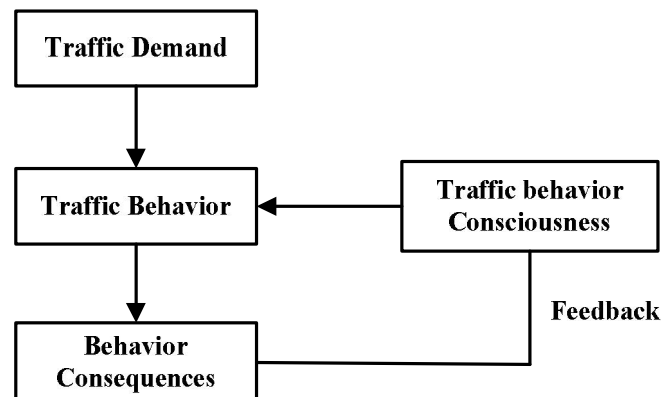 Traffic Demand
Traffic Behavior
Traffic behavior
Consciousness
Feedback
Behavior
Consequences